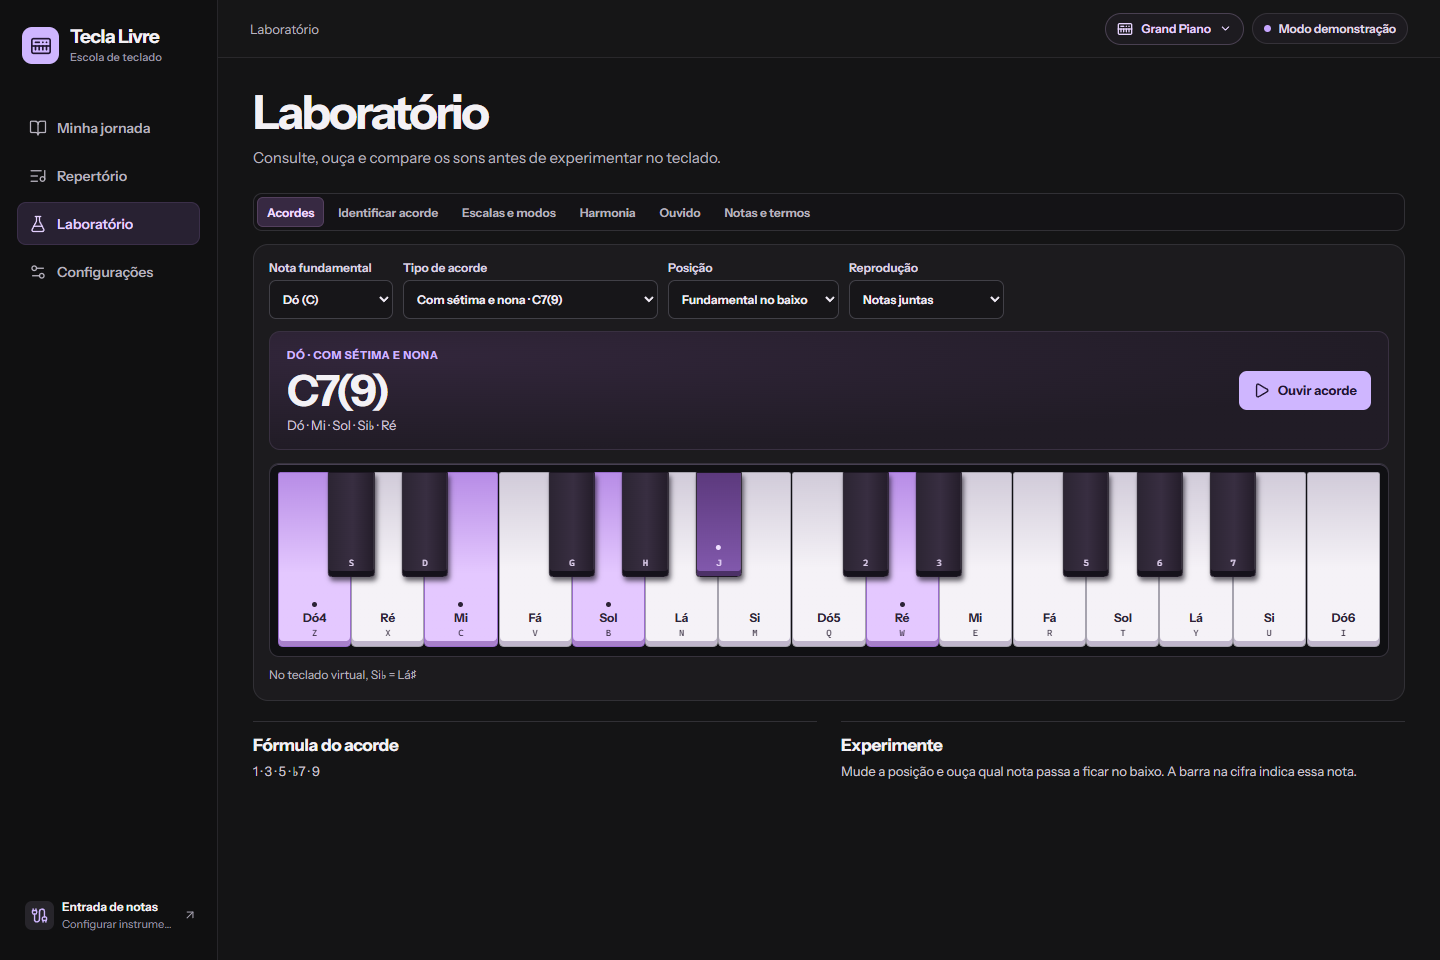 Tecla Livre
Escola de teclado
Minha jornada
Repertório
Laboratório
Configurações
Entrada de notas
Configurar instrume...
Laboratório
Grand Piano
Modo demonstração
Laboratório
Consulte, ouça e compare os sons antes de experimentar no teclado.
Acordes Identificar acorde Escalas e modos Harmonia Ouvido Notas e termos
Nota fundamental Tipo de acorde Posição Reprodução
Dó (C) Com sétima e nona · C7(9) Fundamental no baixo Notas juntas
DÓ · COM SÉTIMA E NONA
C7(9)
Dó · Mi · Sol · Si♭ · Ré
Ouvir acorde
S D G H J 2 3 5 6 7
Dó4 Ré Mi Fá Sol Lá Si Dó5 Ré Mi Fá Sol Lá Si Dó6
Z X C V B N M Q W E R T Y U I
No teclado virtual, Si♭ = Lá♯
Fórmula do acorde
1 · 3 · 5 · ♭7 · 9
Experimente
Mude a posição e ouça qual nota passa a ficar no baixo. A barra na cifra indica essa nota.